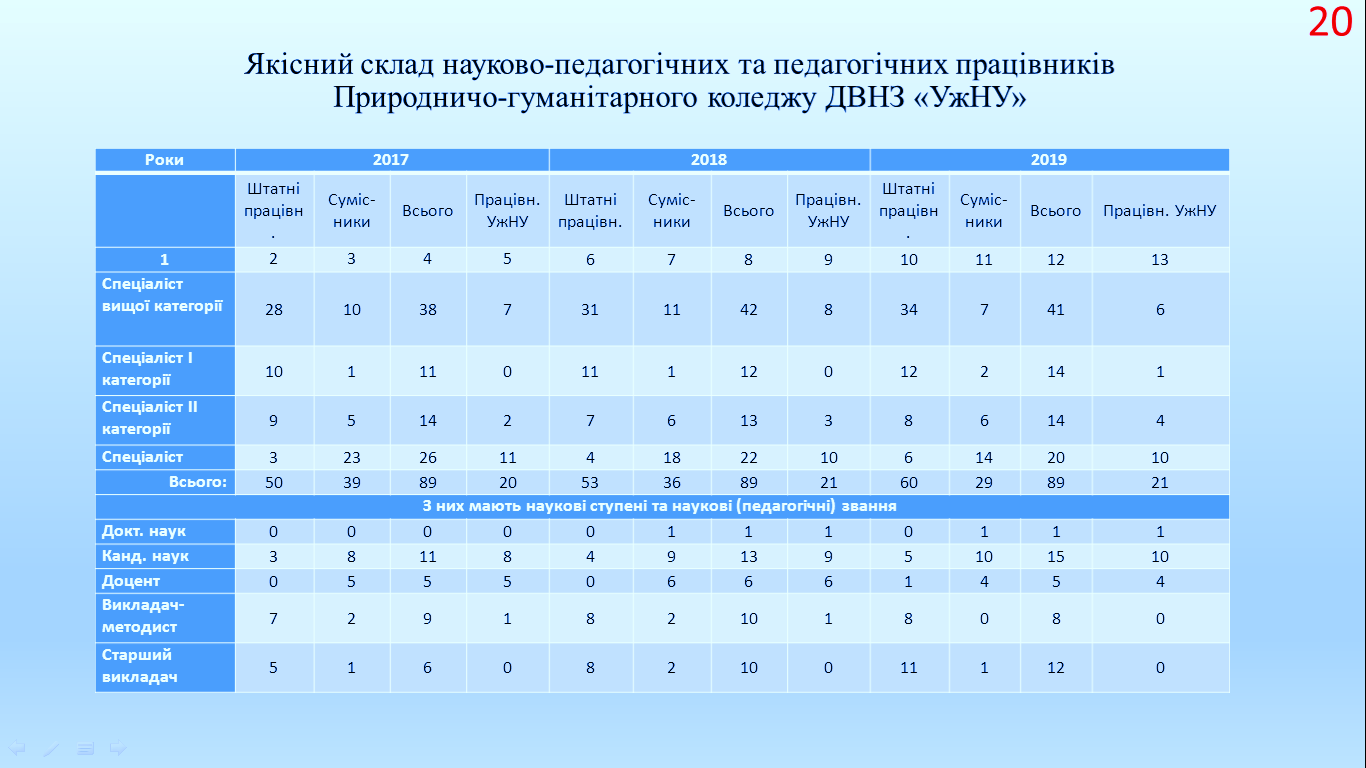 20
Якісний склад науково-педагогічних та педагогічних працівників
Природничо-гуманітарного коледжу ДВНЗ «УжНУ»
Роки 2017 2018 2019
Штатні працівн . Суміс-ники Всього Працівн. УжНУ Штатні працівн. Суміс-ники Всього Працівн. УжНУ Штатні працівн . Суміс-ники Всього Працівн. УжНУ
1 2 3 4 5 6 7 8 9 10 11 12 13
Спеціаліст
вищої категорії 28 10 38 7 31 11 42 8 34 7 41 6
Спеціаліст І
категорії 10 1 11 0 11 1 12 0 12 2 14 1
Спеціаліст ІІ
категорії 9 5 14 2 7 6 13 3 8 6 14 4
Спеціаліст 3 23 26 11 4 18 22 10 6 14 20 10
Всього: 50 39 89 20 53 36 89 21 60 29 89 21
З них мають наукові ступені та наукові (педагогічні) звання
Докт. наук 0 0 0 0 0 1 1 1 0 1 1 1
Канд. наук 3 8 11 8 4 9 13 9 5 10 15 10
Доцент 0 5 5 5 0 6 6 6 1 4 5 4
Викладач-
методист 7 2 9 1 8 2 10 1 8 0 8 0
Старший
викладач 5 1 6 0 8 2 10 0 11 1 12 0